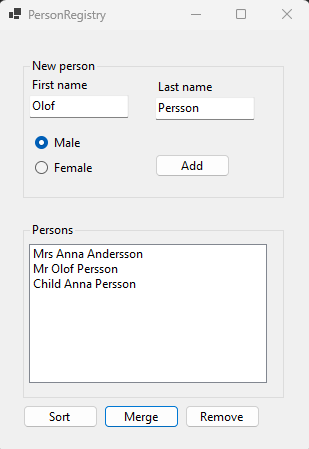 PersonRegistry
New person
First name
Last name
Olof
Persson
Male
Female
Add
Persons
Mrs Anna Andersson
Mr Olof Persson
Child Anna Persson
Sort
Merge
Remove